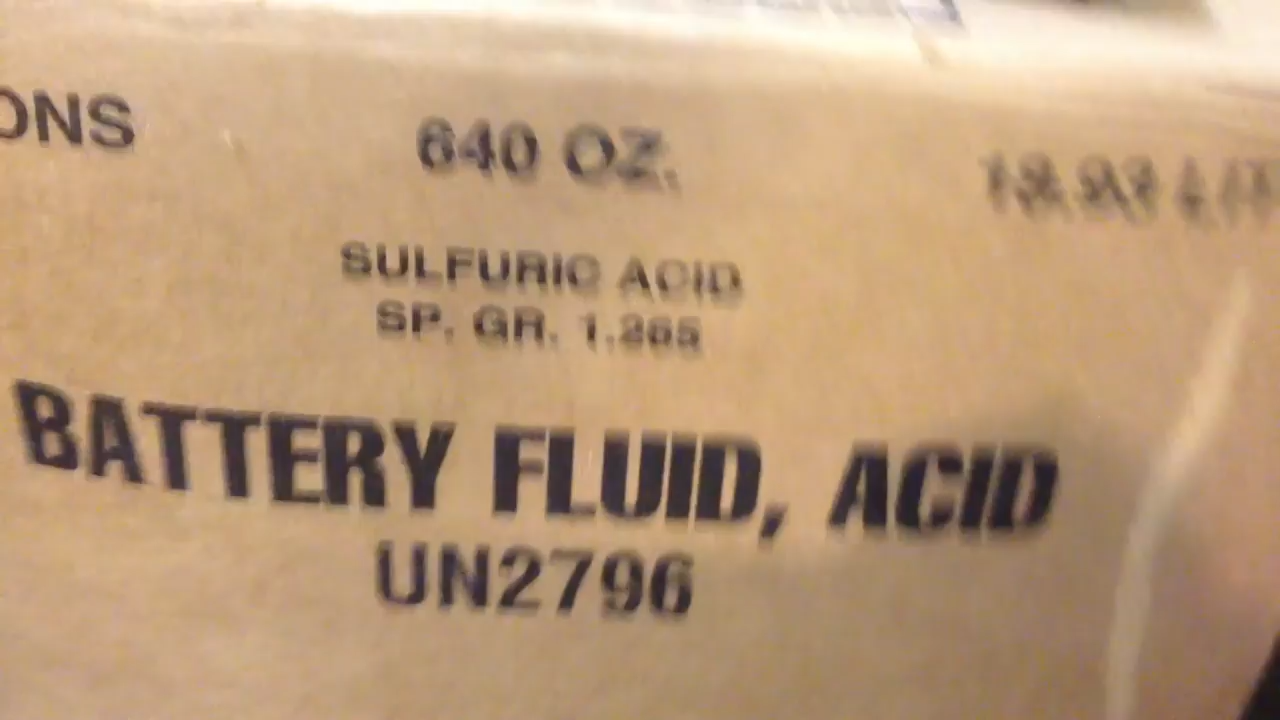 ONS 640 OZ.
SULFURIC ACID
SP. GR. 1.265
BATTERY FLUID, ACID
UN2796